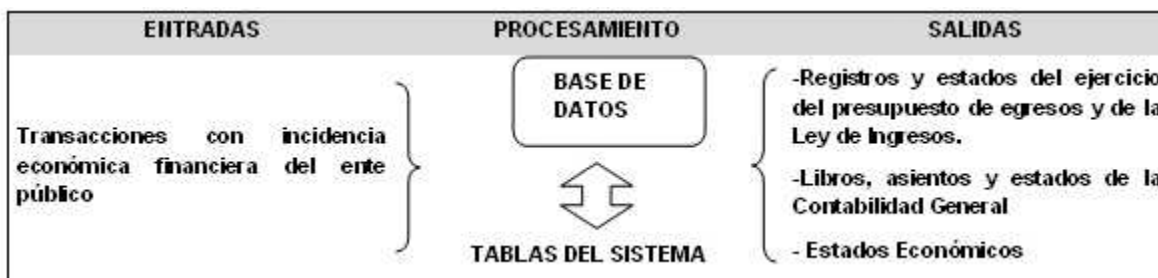 ENTRADAS PROCESAMIENTO SALIDAS
Transacciones con incidencia
económica financiera del ente
público
BASE DE
DATOS
TABLAS DEL SISTEMA
-Registros y estados del ejercicio
del presupuesto de egresos y de la
Ley de Ingresos.
-Libros, asientos y estados de la
Contabilidad General
- Estados Económicos